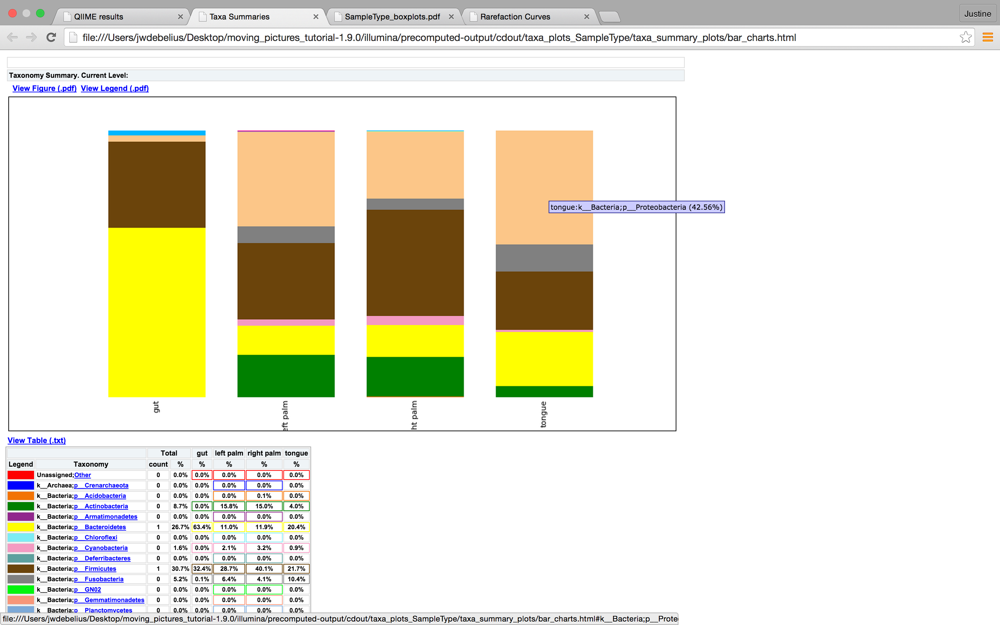 QIIME results Taxa Summaries SampleType_boxplots.pdf Rarefaction Curves Justine
file:///Users/jwdebelius/Desktop/moving_pictures_tutorial-1.9.0/illumina/precomputed-output/cdout/taxa_plots_SampleType/taxa_summary_plots/bar_charts.html
Taxonomy Summary. Current Level:
View Figure (.pdf) View Legend (.pdf)
tongue:k__Bacteria;p__Proteobacteria (42.56%)
gut eft palm ht palm tongue
View Table (.txt)
Total gut left palm right palm tongue
Legend Taxonomy count % % % % %
Unassigned;Other 0 0.0% 0.0% 0.0% 0.0% 0.0%
k__Archaea;p__Crenarchaeota 0 0.0% 0.0% 0.0% 0.0% 0.0%
k__Bacteria;p__Acidobacteria 0 0.0% 0.0% 0.0% 0.1% 0.0%
k__Bacteria;p__Actinobacteria 0 8.7% 0.0% 15.8% 15.0% 4.0%
k__Bacteria;p__Armatimonadetes 0 0.0% 0.0% 0.0% 0.0% 0.0%
k__Bacteria;p__Bacteroidetes 1 26.7% 63.4% 11.0% 11.9% 20.4%
k__Bacteria;p__Chloroflexi 0 0.0% 0.0% 0.0% 0.0% 0.0%
k__Bacteria;p__Cyanobacteria 0 1.6% 0.0% 2.1% 3.2% 0.9%
k__Bacteria;p__Deferribacteres 0 0.0% 0.0% 0.0% 0.0% 0.0%
k__Bacteria;p__Firmicutes 1 30.7% 32.4% 28.7% 40.1% 21.7%
k__Bacteria;p__Fusobacteria 0 5.2% 0.1% 6.4% 4.1% 10.4%
k__Bacteria;p__GN02 0 0.0% 0.0% 0.0% 0.0% 0.0%
k__Bacteria;p__Gemmatimonadetes 0 0.0% 0.0% 0.0% 0.0% 0.0%
k__Bacteria;p__Planctomycetes 0 0.0% 0.0% 0.0% 0.0% 0.0%
file:///Users/jwdebelius/Desktop/moving_pictures_tutorial-1.9.0/illumina/precomputed-output/cdout/taxa_plots_SampleType/taxa_summary_plots/bar_charts.html#k__Bacteria;p__Prote